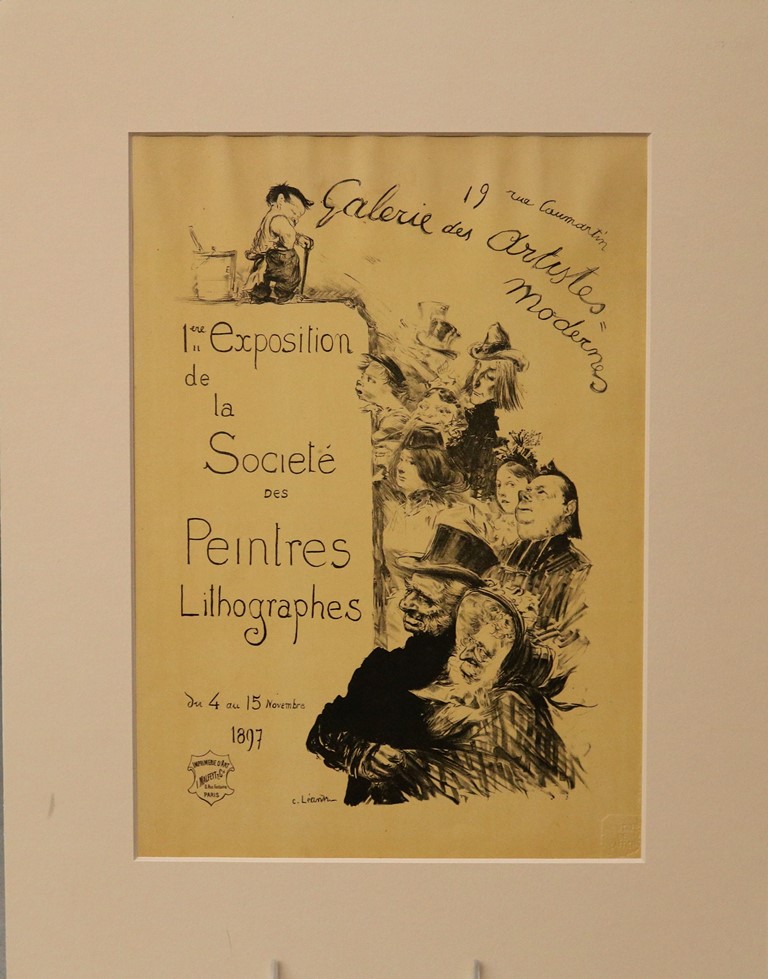 19 rue Caumartin
Galerie des Artistes=
Modernes
1ère Exposition
de
la
Societé
DES
Peintres
Lithographes
du 4 au 15 Novembre
1897
IMPRIMERIE D'ART
PARIS